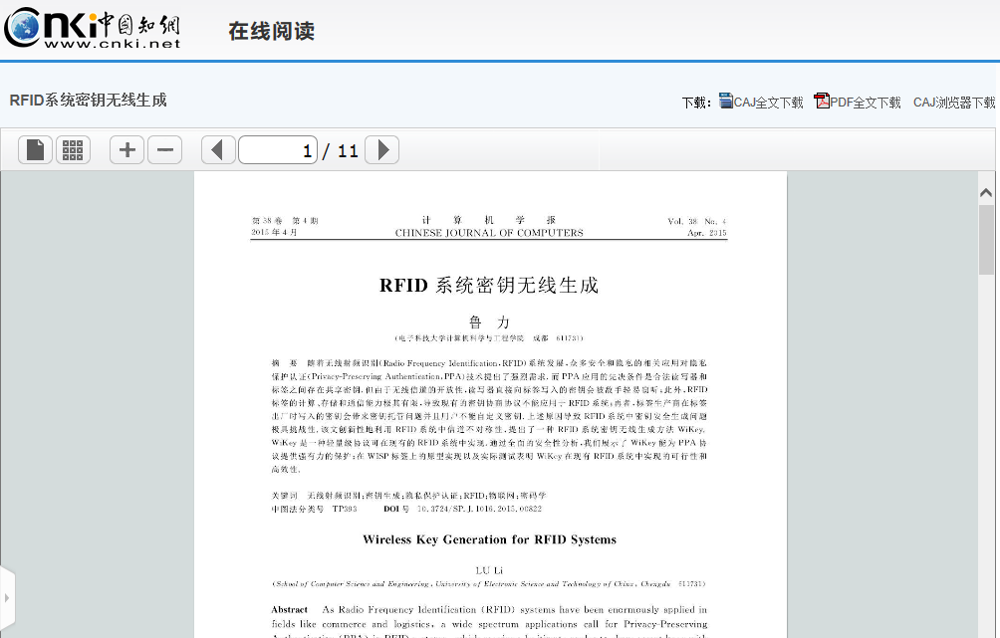 cnki中国知网
www.cnki.net
在线阅读
RFID系统密钥无线生成
下载: CAJ全文下载 PDF全文下载 CAJ浏览器下载
1 / 11
第38卷 第4期 计 算 机 学 报 Vol. 38 No. 4
2015年4月 CHINESE JOURNAL OF COMPUTERS Apr. 2015
RFID 系统密钥无线生成
鲁 力
(电子科技大学计算机科学与工程学院 成都 611731)
摘 要 随着无线射频识别(Radio Frequency Identification,RFID)系统发展,众多安全和隐私的相关应用对隐私
保护认证(Privacy-Preserving Authentication,PPA)技术提出了强烈需求.而PPA应用的先决条件是合法读写器和
标签之间存在共享密钥.但由于无线信道的开放性,读写器直接向标签写入的密钥会被敌手轻易窃听;此外,RFID
标签的计算、存储和通信能力极其有限,导致现有的密钥协商协议不能应用于RFID系统;再者,标签生产商在标签
出厂时写入的密钥会带来密钥托管问题并且用户不能自定义密钥.上述原因导致RFID系统中密钥安全生成问题
极具挑战性.该文创新性地利用RFID系统中信道不对称性,提出了一种RFID系统密钥无线生成方法WiKey.
WiKey是一种轻量级协议可在现有的RFID系统中实现.通过全面的安全性分析,我们展示了WiKey能为PPA协
议提供强有力的保护;在WISP标签上的原型实现以及实际测试表明WiKey在现有RFID系统中实现的可行性和
高效性.
关键词 无线射频识别;密钥生成;隐私保护认证;RFID;物联网;密码学
中图法分类号 TP393 DOI号 10.3724/SP.J.1016.2015.00822
Wireless Key Generation for RFID Systems
LU Li
(School of Computer Science and Engineering, University of Electronic Science and Technology of China, Chengdu 611731)
Abstract As Radio Frequency Identification (RFID) systems have been enormously applied in
fields like commerce and logistics, a wide spectrum applications call for Privacy-Preserving